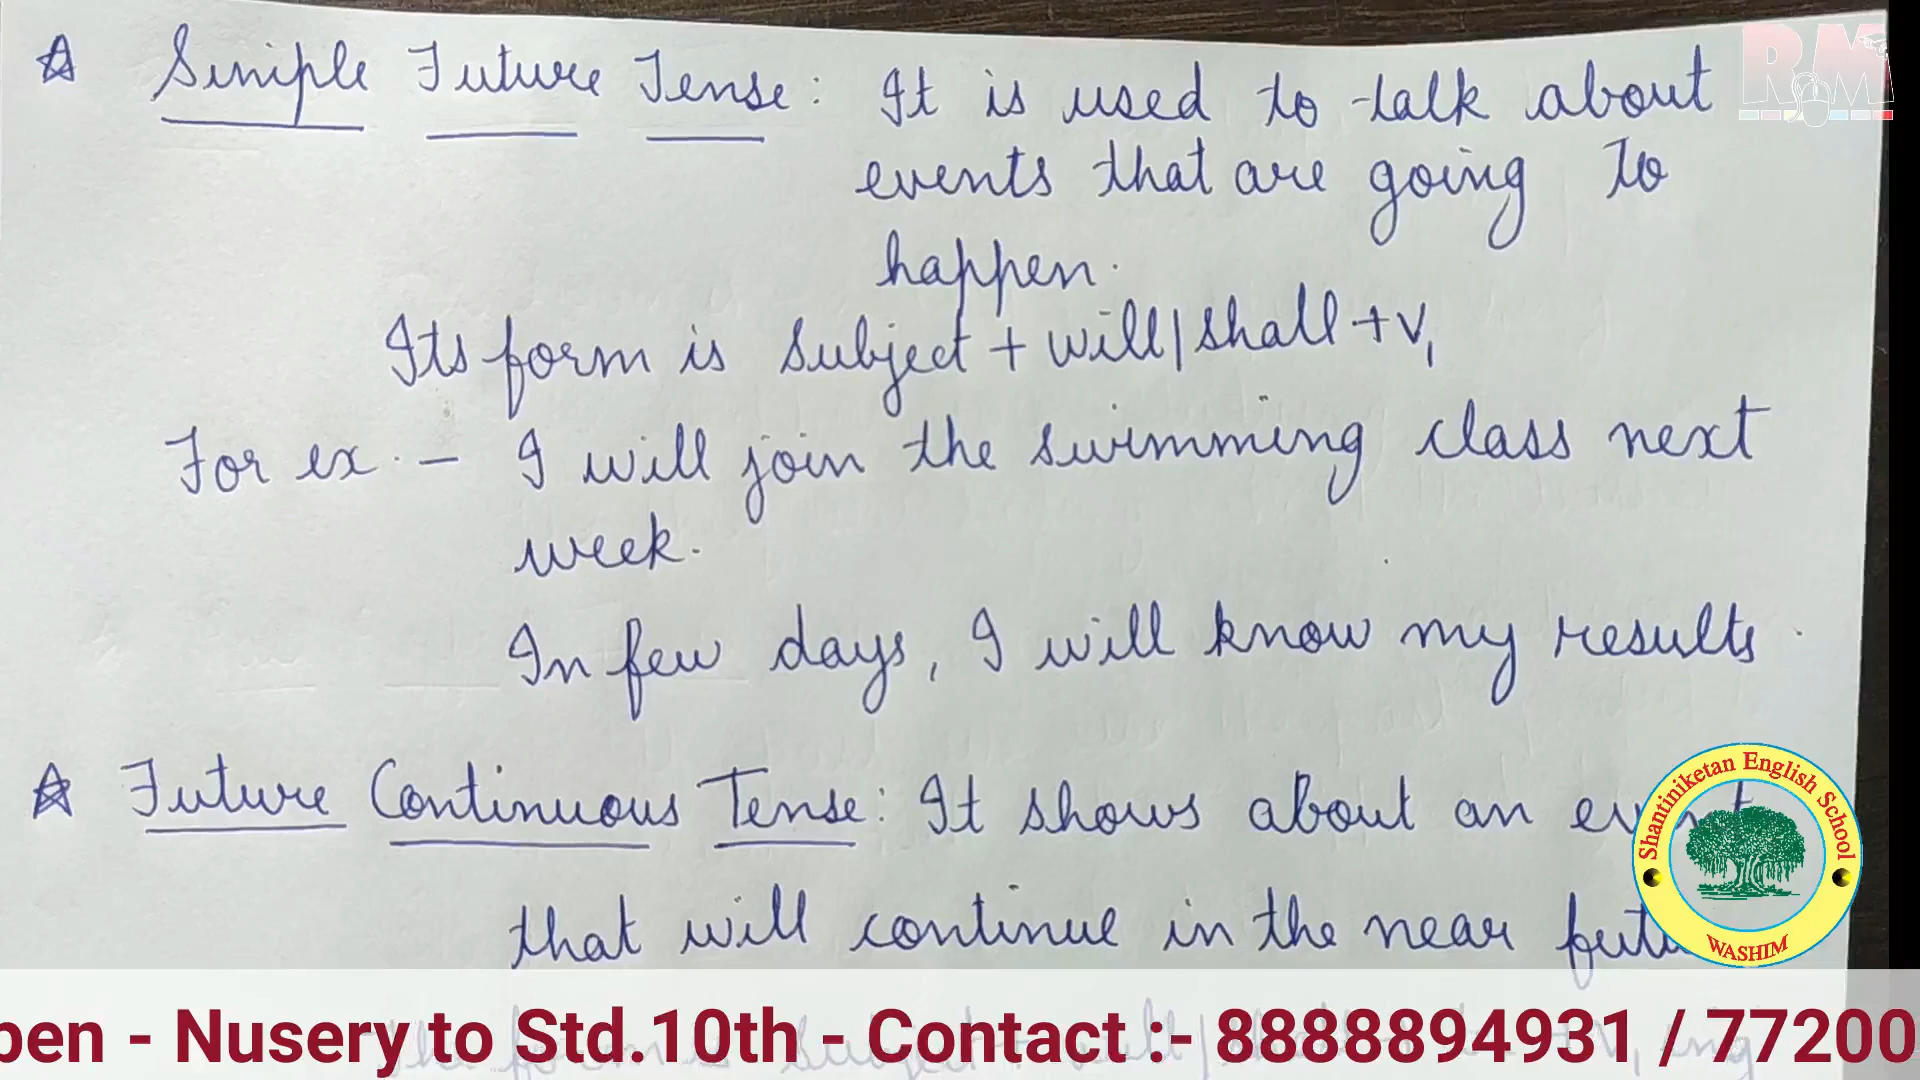 ☆ Simple Future Tense : It is used to talk about
events that are going to
happen.
Its form is Subject + will/shall + V1
For ex. – I will join the swimming class next
week.
In few days, I will know my results.
☆ Future Continuous Tense : It shows about an
that will continue in the near
pen - Nusery to Std.10th - Contact :- 8888894931 / 77200
Shantiniketan English School
WASHIM
RM